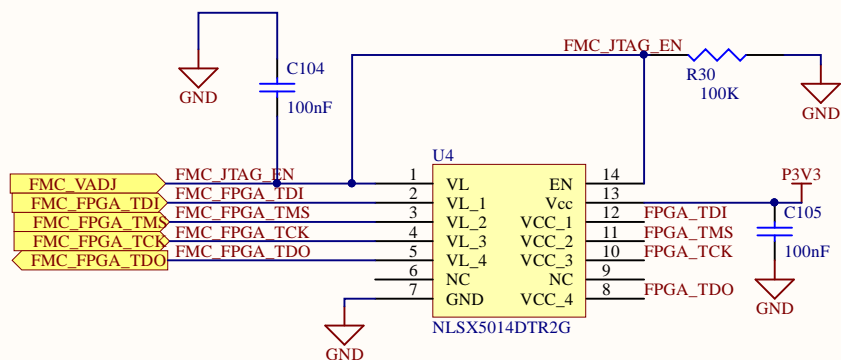 FMC_JTAG_EN
C104
100nF
GND
R30
100K
GND
U4
FMC_VADJ
FMC_JTAG_EN
1
VL
EN
14
P3V3
FMC_FPGA_TDI
FMC_FPGA_TDI
2
VL_1
Vcc
13
FMC_FPGA_TMS
FMC_FPGA_TMS
3
VL_2
VCC_1
12
FPGA_TDI
C105
FMC_FPGA_TCK
FMC_FPGA_TCK
4
VL_3
VCC_2
11
FPGA_TMS
FMC_FPGA_TDO
FMC_FPGA_TDO
5
VL_4
VCC_3
10
FPGA_TCK
100nF
6
NC
NC
9
7
GND
VCC_4
8
FPGA_TDO
NLSX5014DTR2G
GND
GND